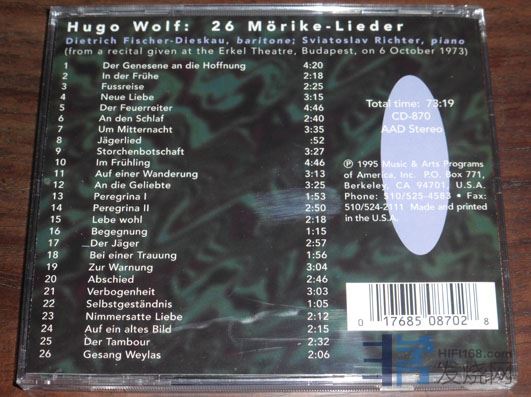 Hugo Wolf: 26 Mörike-Lieder
Dietrich Fischer-Dieskau, baritone; Sviatoslav Richter, piano
(from a recital given at the Erkel Theatre, Budapest, on 6 October 1973)
1 Der Genesene an die Hoffnung 4:20
2 In der Frühe 2:18
3 Fussreise 2:25
4 Neue Liebe 3:15
5 Der Feuerreiter 4:46
6 An den Schlaf 2:40
7 Um Mitternacht 3:35
8 Jägerlied :52
9 Storchenbotschaft 3:27
10 Im Frühling 4:46
11 Auf einer Wanderung 3:13
12 An die Geliebte 3:25
13 Peregrina I 1:53
14 Peregrina II 2:50
15 Lebe wohl 2:18
16 Begegnung 1:15
17 Der Jäger 2:57
18 Bei einer Trauung 1:56
19 Zur Warnung 3:04
20 Abschied 3:46
21 Verbogenheit 3:01
22 Selbstgeständnis 1:05
23 Nimmersatte Liebe 2:12
24 Auf ein altes Bild 2:15
25 Der Tambour 2:32
26 Gesang Weylas 2:06
Total time: 73:19
CD-870
AAD Stereo
℗ 1995 Music & Arts Programs
of America, Inc. P.O. Box 771,
Berkeley, CA 94701, U.S.A.
Phone: 510/525-4583 • Fax:
510/524-2111 Made and printed
in the U.S.A.
0 17685 08702 8
HIFI168.com
发烧网